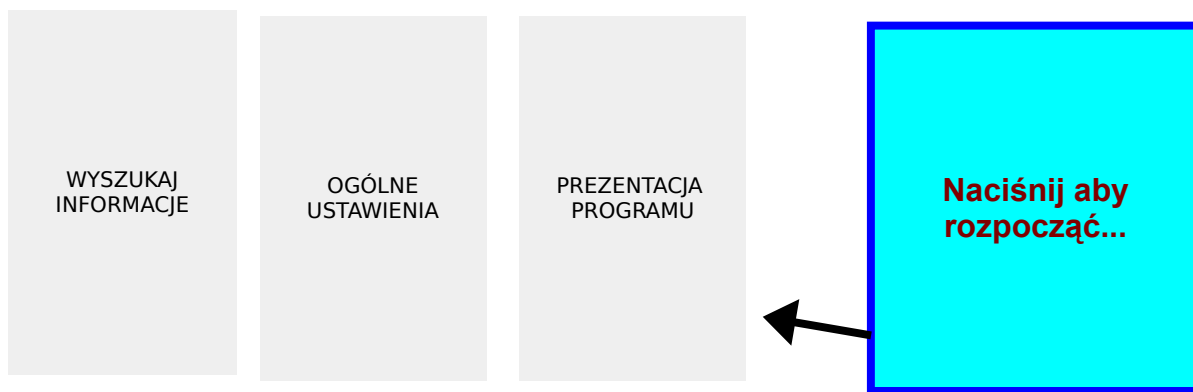 WYSZUKAJ
INFORMACJE
OGÓLNE
USTAWIENIA
PREZENTACJA
PROGRAMU
Naciśnij aby
rozpocząć...